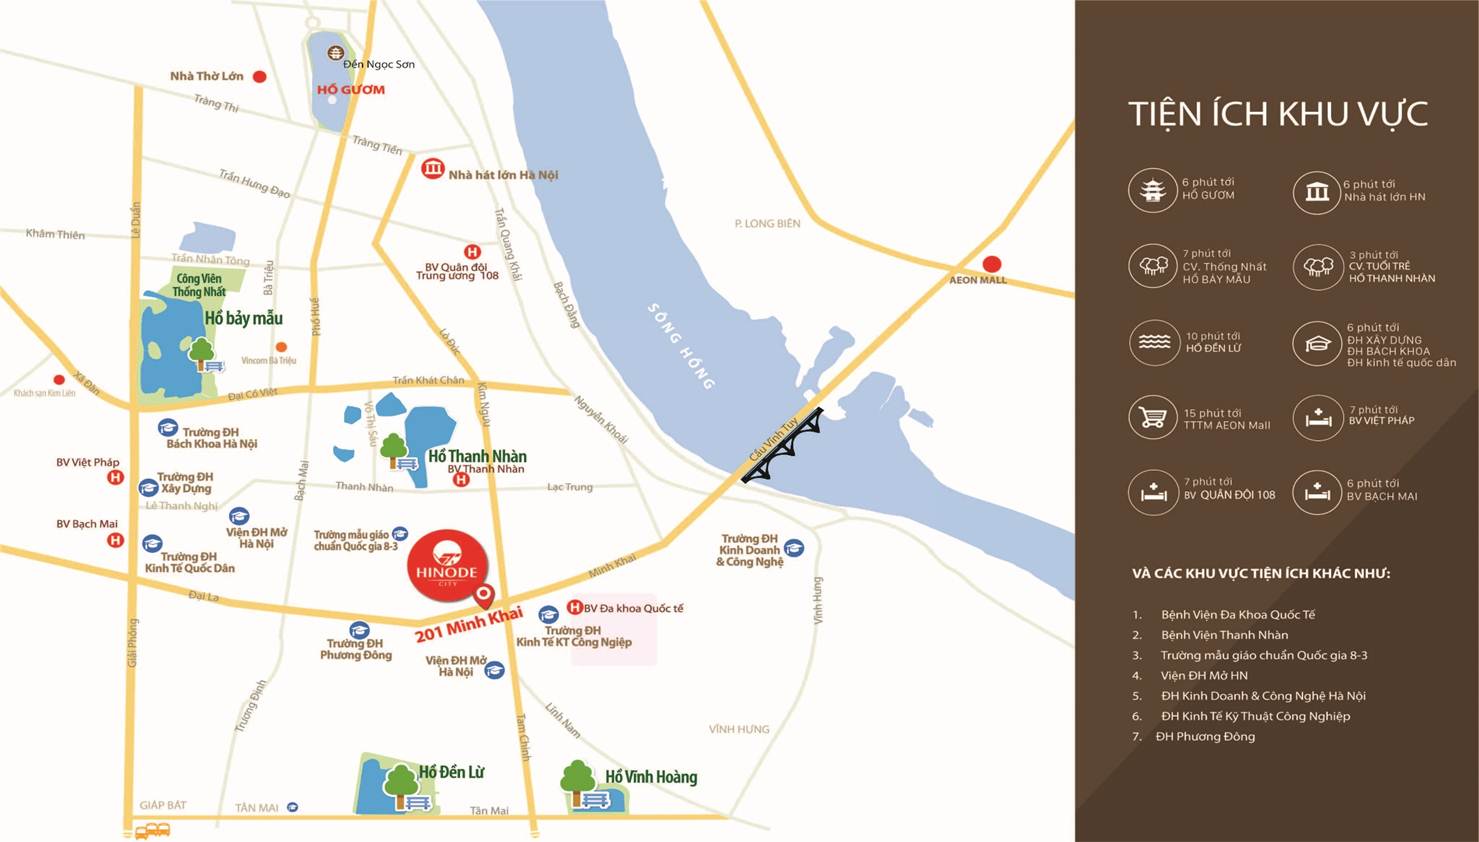 Đền Ngọc Sơn
Nhà Thờ Lớn
HỒ GƯƠM
Tràng Thi
Tràng Tiền
Nhà hát lớn Hà Nội
Trần Hưng Đạo
Lê Duẩn
Khâm Thiên
Trần Quang Khải
P. LONG BIÊN
Trần Nhân Tông
Công Viên
Thống Nhất
Bà Triệu
BV Quân đội
Trung ương 108
AEON MALL
Bạch Đằng
Phố Huế
Hồ bảy mẫu
SÔNG HỒNG
Lò Đúc
Vincom Bà Triệu
Xã Đàn
Khách sạn Kim Liên
Đại Cồ Việt
Trần Khát Chân
Kim Ngưu
Võ Thị Sáu
Nguyễn Khoái
Cầu Vĩnh Tuy
Trường ĐH
Bách Khoa Hà Nội
Hồ Thanh Nhàn
BV Thanh Nhàn
BV Việt Pháp
Trường ĐH
Xây Dựng
Bạch Mai
Thanh Nhàn
Lạc Trung
Lê Thanh Nghị
BV Bạch Mai
Viện ĐH Mở
Hà Nội
Trường mẫu giáo
chuẩn Quốc gia 8-3
Trường ĐH
Kinh Doanh
& Công Nghệ
Trường ĐH
Kinh Tế Quốc Dân
HINODE
CITY
Minh Khai
Đại La
201 Minh Khai
BV Đa khoa Quốc tế
Trường ĐH
Kinh Tế KT Công Ngiệp
Vĩnh Hưng
Giải Phóng
Trường ĐH
Phương Đông
Viện ĐH Mở
Hà Nội
Trương Định
Tam Chinh
Lĩnh Nam
VĨNH HƯNG
Hồ Đền Lừ
Hồ Vĩnh Hoàng
GIÁP BÁT
TÂN MAI
Tân Mai
TIỆN ÍCH KHU VỰC
6 phút tới
HỒ GƯƠM
6 phút tới
Nhà hát lớn HN
7 phút tới
CV. Thống Nhất
HỒ BẢY MẪU
3 phút tới
CV. TUỔI TRẺ
HỒ THANH NHÀN
10 phút tới
HỒ ĐỀN LỪ
6 phút tới
ĐH XÂY DỰNG
ĐH BÁCH KHOA
ĐH kinh tế quốc dân
15 phút tới
TTTM AEON Mall
7 phút tới
BV VIỆT PHÁP
7 phút tới
BV QUÂN ĐỘI 108
6 phút tới
BV BẠCH MAI
VÀ CÁC KHU VỰC TIỆN ÍCH KHÁC NHƯ:
1. Bệnh Viện Đa Khoa Quốc Tế
2. Bệnh Viện Thanh Nhàn
3. Trường mẫu giáo chuẩn Quốc gia 8-3
4. Viện ĐH Mở HN
5. ĐH Kinh Doanh & Công Nghệ Hà Nội
6. ĐH Kinh Tế Kỹ Thuật Công Nghiệp
7. ĐH Phương Đông